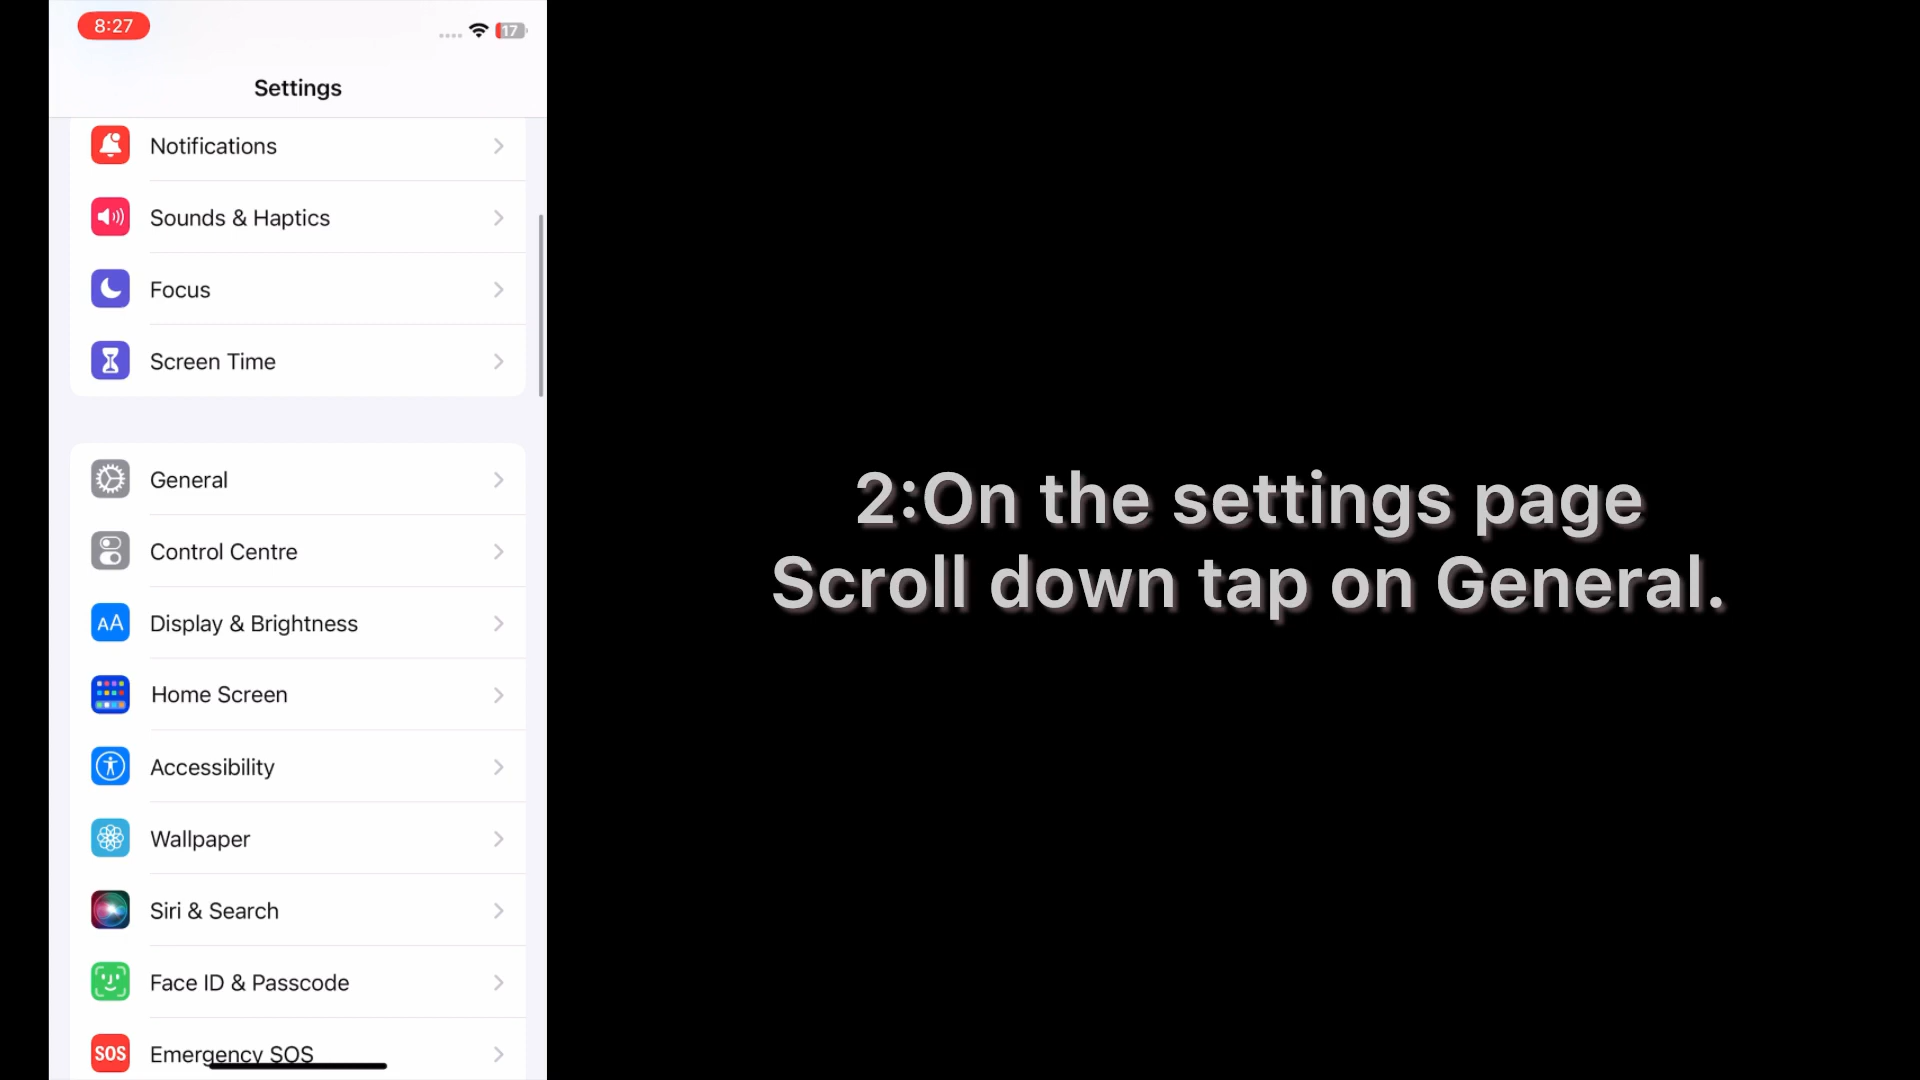 8:27
17
Settings
Notifications
Sounds & Haptics
Focus
Screen Time
General
Control Centre
AA Display & Brightness
Home Screen
Accessibility
Wallpaper
Siri & Search
Face ID & Passcode
SOS Emergency SOS
2:On the settings page
Scroll down tap on General.